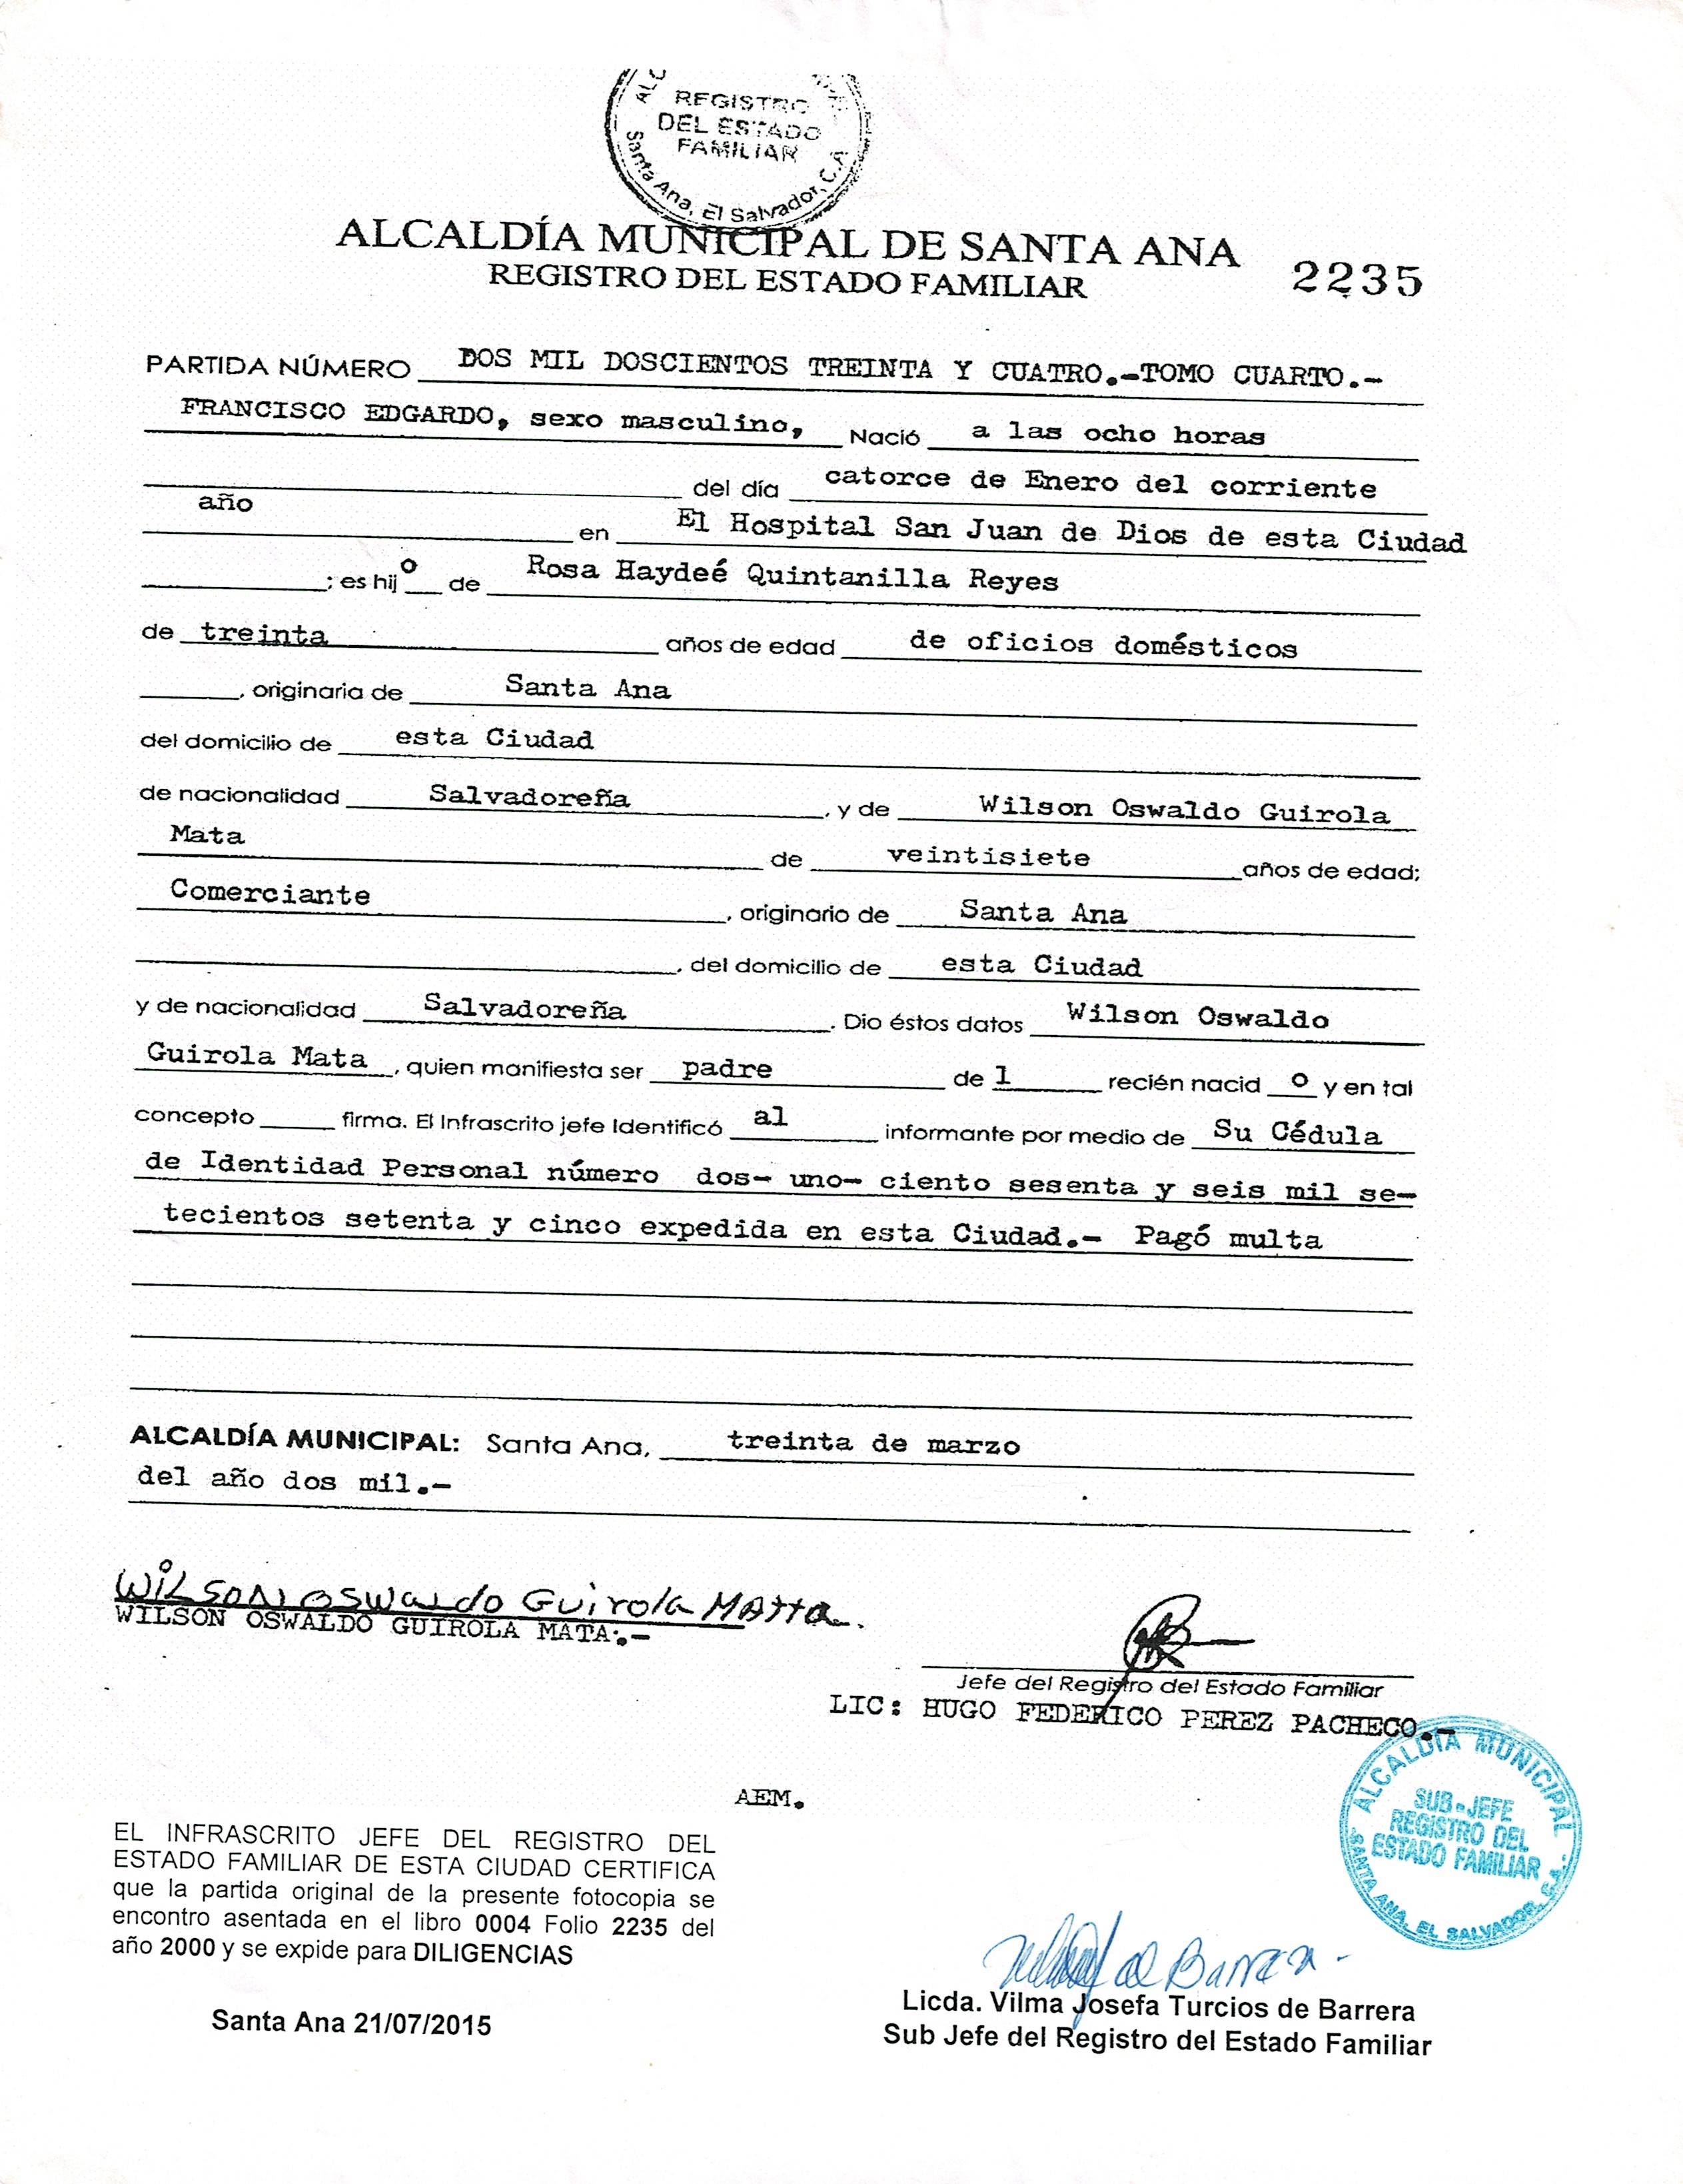 REGISTRO
DEL ESTADO
FAMILIAR
Santa Ana, El Salvador, C.A.
ALCALDÍA MUNICIPAL DE SANTA ANA
REGISTRO DEL ESTADO FAMILIAR 2235
PARTIDA NÚMERO DOS MIL DOSCIENTOS TREINTA Y CUATRO.-TOMO CUARTO.-
FRANCISCO EDGARDO, sexo masculino, Nació a las ocho horas
del día catorce de Enero del corriente
año en El Hospital San Juan de Dios de esta Ciudad
; es hijo de Rosa Haydeé Quintanilla Reyes
de treinta años de edad de oficios domésticos
, originaria de Santa Ana
del domicilio de esta Ciudad
de nacionalidad Salvadoreña, y de Wilson Oswaldo Guirola
Mata de veintisiete años de edad;
Comerciante, originario de Santa Ana
, del domicilio de esta Ciudad
y de nacionalidad Salvadoreña. Dio éstos datos Wilson Oswaldo
Guirola Mata, quien manifiesta ser padre de l recién nacid o y en tal
concepto firma. El Infrascrito jefe Identificó al informante por medio de Su Cédula
de Identidad Personal número dos- uno- ciento sesenta y seis mil se-
tecientos setenta y cinco expedida en esta Ciudad.- Pagó multa
ALCALDÍA MUNICIPAL: Santa Ana, treinta de marzo
del año dos mil.-
Wilson Oswaldo Guirola Matta.
WILSON OSWALDO GUIROLA MATA:.-
Jefe del Registro del Estado Familiar
LIC: HUGO FEDERICO PEREZ PACHECO.-
ALCALDIA MUNICIPAL
SUB-JEFE
REGISTRO DEL
ESTADO FAMILIAR
SANTA ANA, EL SALVADOR, C.A.
AEM.
EL INFRASCRITO JEFE DEL REGISTRO DEL
ESTADO FAMILIAR DE ESTA CIUDAD CERTIFICA
que la partida original de la presente fotocopia se
encontro asentada en el libro 0004 Folio 2235 del
año 2000 y se expide para DILIGENCIAS
Santa Ana 21/07/2015
de Barrera
Licda. Vilma Josefa Turcios de Barrera
Sub Jefe del Registro del Estado Familiar